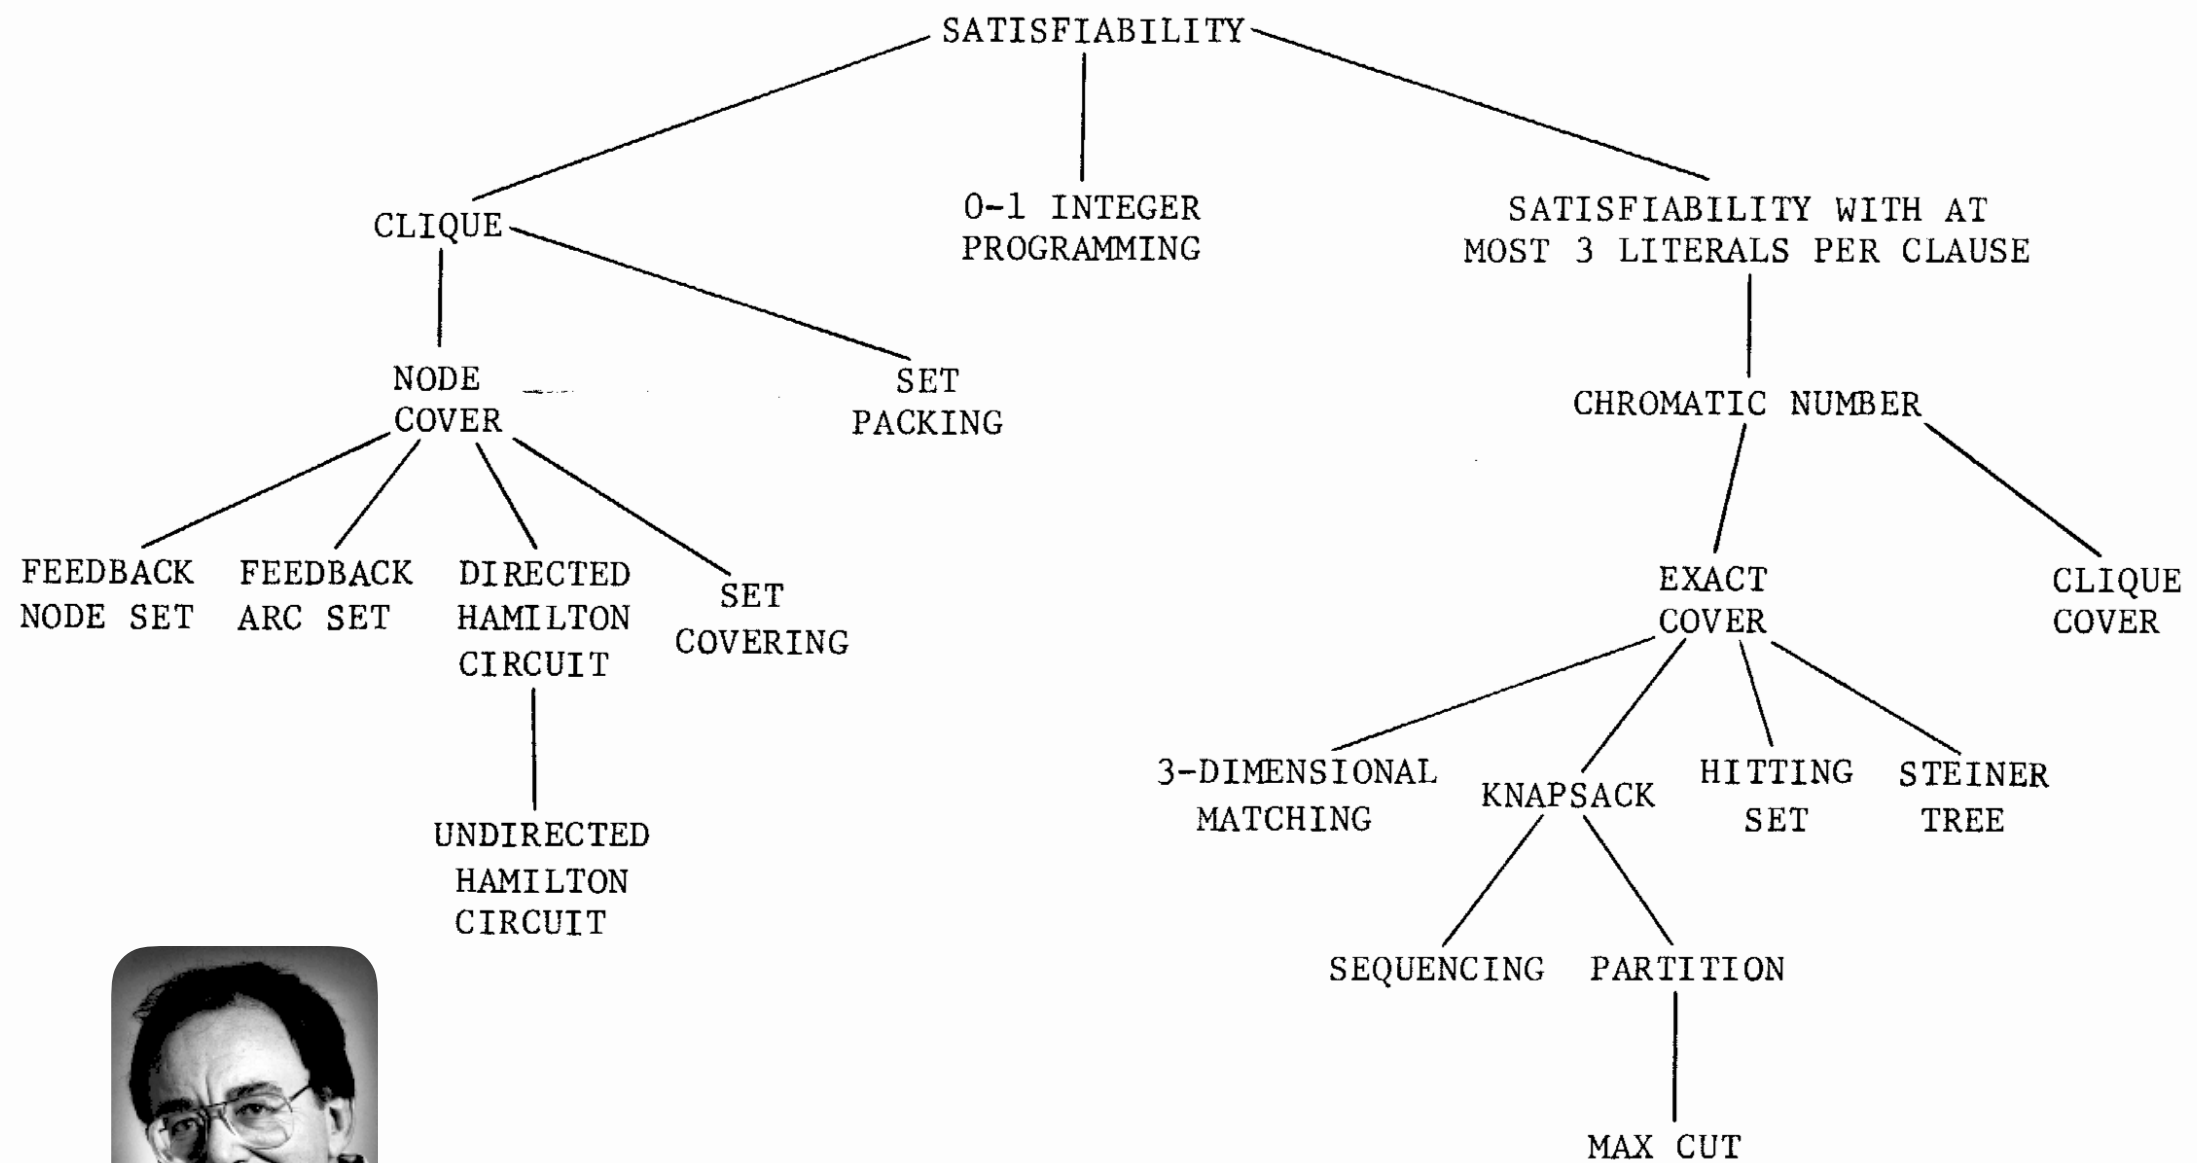 SATISFIABILITY
CLIQUE
0-1 INTEGER
PROGRAMMING
SATISFIABILITY WITH AT
MOST 3 LITERALS PER CLAUSE
NODE
COVER
SET
PACKING
CHROMATIC NUMBER
FEEDBACK
NODE SET
FEEDBACK
ARC SET
DIRECTED
HAMILTON
CIRCUIT
SET
COVERING
EXACT
COVER
CLIQUE
COVER
UNDIRECTED
HAMILTON
CIRCUIT
3-DIMENSIONAL
MATCHING
KNAPSACK
HITTING
SET
STEINER
TREE
SEQUENCING
PARTITION
MAX CUT